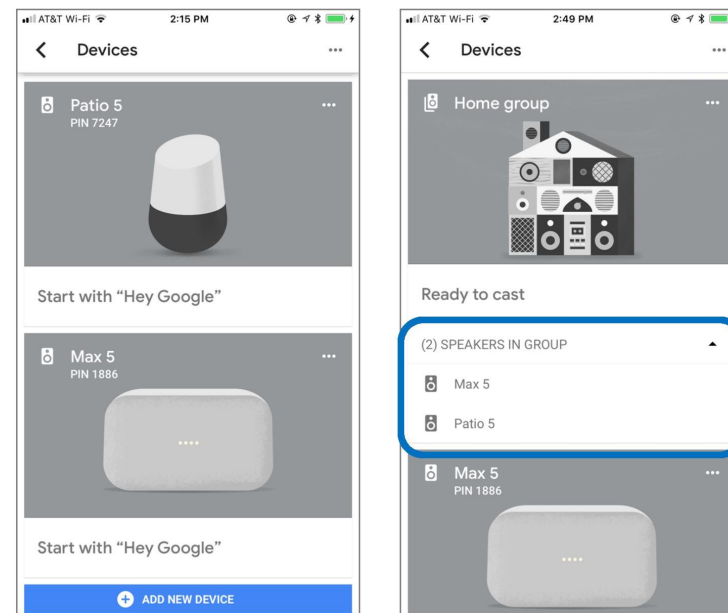 AT&T Wi-Fi 2:15 PM
Devices
Patio 5
PIN 7247
Start with “Hey Google”
Max 5
PIN 1886
Start with “Hey Google”
ADD NEW DEVICE
AT&T Wi-Fi 2:49 PM
Devices
Home group
Ready to cast
(2) SPEAKERS IN GROUP
Max 5
Patio 5
Max 5
PIN 1886